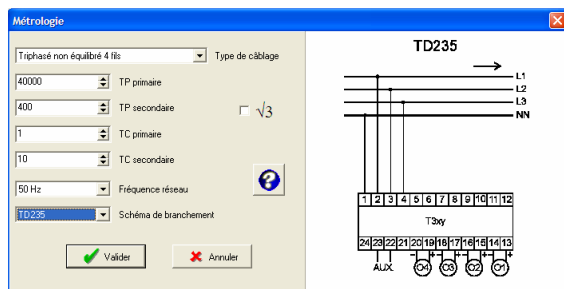 Métrologie
Triphasé non équilibré 4 fils Type de câblage
40000 TP primaire
400 TP secondaire √3
1 TC primaire
10 TC secondaire
50 Hz Fréquence réseau
TD235 Schéma de branchement
Valider Annuler
TD235
L1
L2
L3
NN
1 2 3 4 5 6 7 8 9 10 11 12
T3xy
24 23 22 21 20 19 18 17 16 15 14 13
AUX. - O4 + - O3 + - O2 + - O1 +